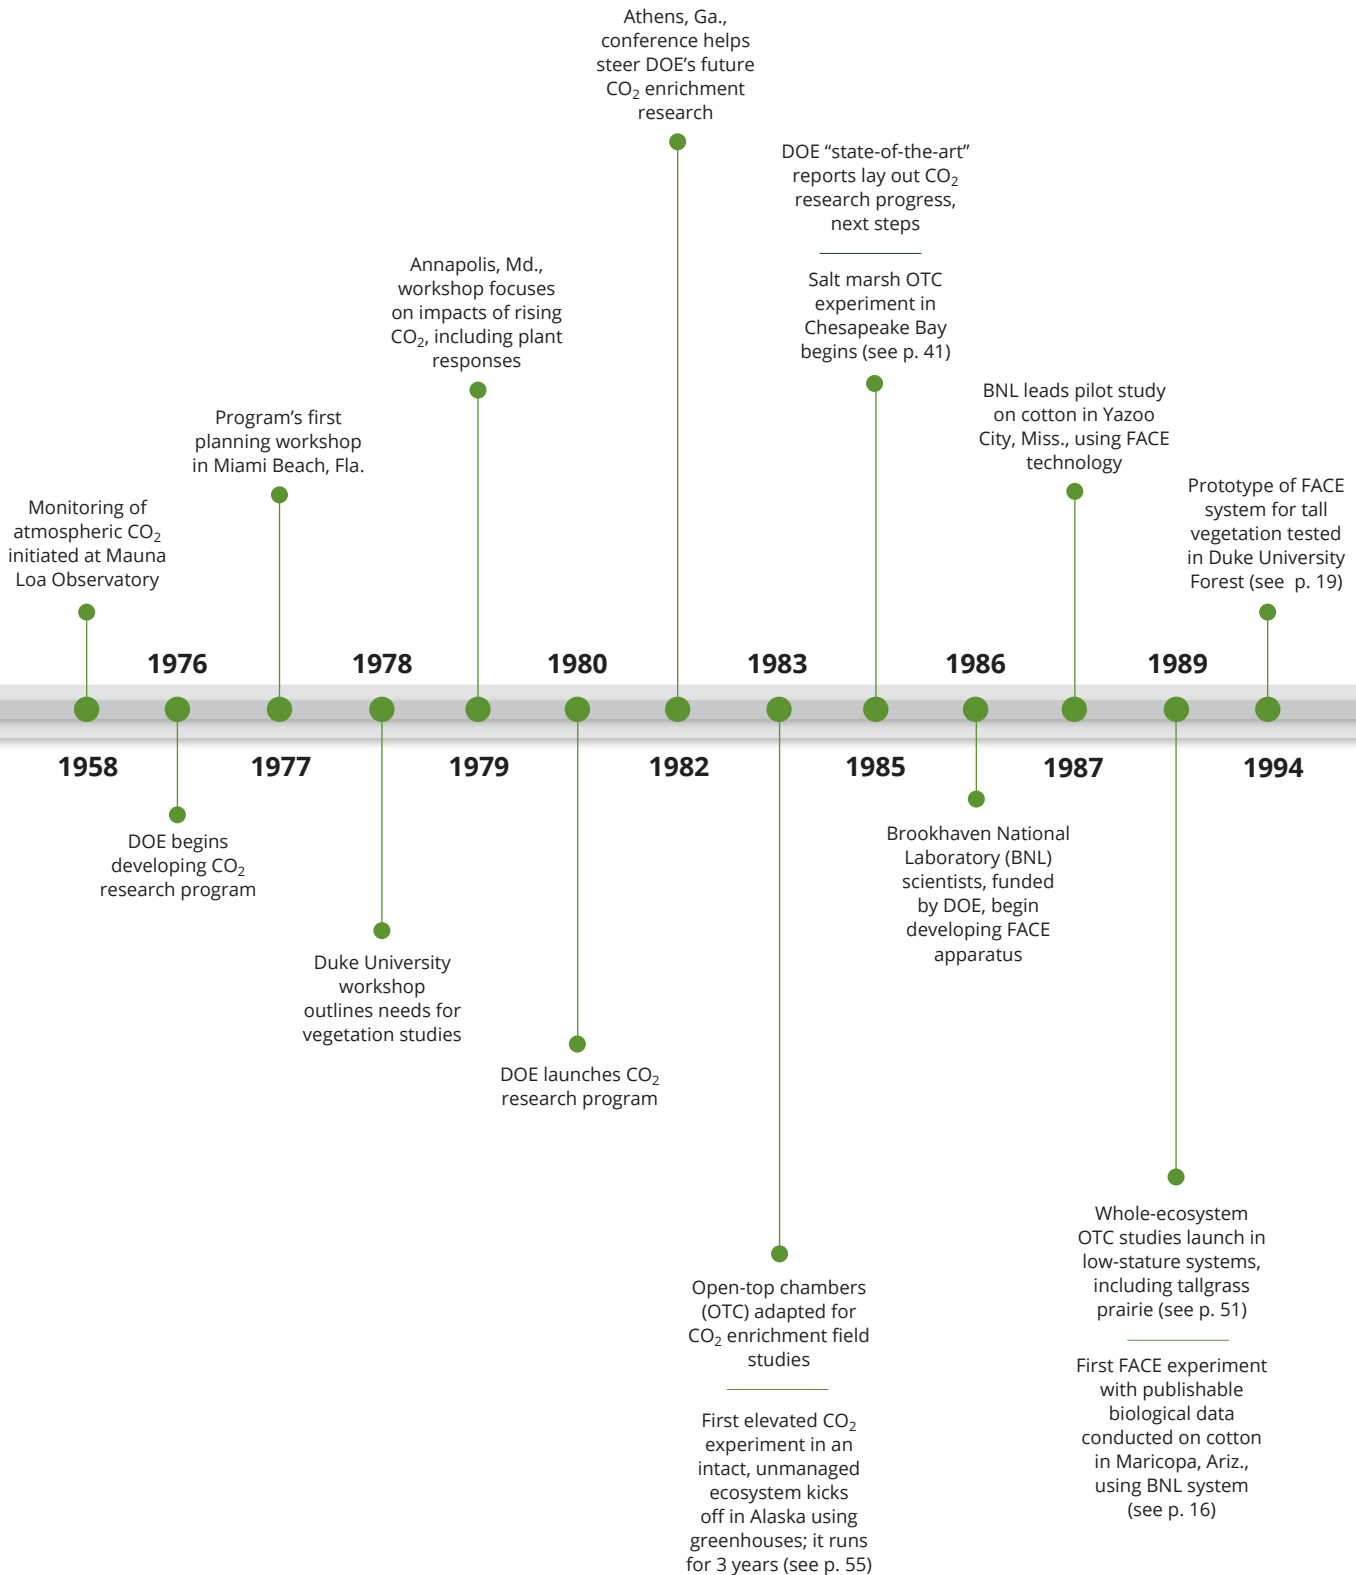 Athens, Ga.,
conference helps
steer DOE’s future
CO₂ enrichment
research
DOE “state-of-the-art”
reports lay out CO₂
research progress,
next steps
Salt marsh OTC
experiment in
Chesapeake Bay
begins (see p. 41)
Annapolis, Md.,
workshop focuses
on impacts of rising
CO₂, including plant
responses
BNL leads pilot study
on cotton in Yazoo
City, Miss., using FACE
technology
Program’s first
planning workshop
in Miami Beach, Fla.
Prototype of FACE
system for tall
vegetation tested
in Duke University
Forest (see p. 19)
Monitoring of
atmospheric CO₂
initiated at Mauna
Loa Observatory
1976
1978
1980
1983
1986
1989
1958
1977
1979
1982
1985
1987
1994
DOE begins
developing CO₂
research program
Brookhaven National
Laboratory (BNL)
scientists, funded
by DOE, begin
developing FACE
apparatus
Duke University
workshop
outlines needs for
vegetation studies
DOE launches CO₂
research program
Whole-ecosystem
OTC studies launch in
low-stature systems,
including tallgrass
prairie (see p. 51)
First FACE experiment
with publishable
biological data
conducted on cotton
in Maricopa, Ariz.,
using BNL system
(see p. 16)
Open-top chambers
(OTC) adapted for
CO₂ enrichment field
studies
First elevated CO₂
experiment in an
intact, unmanaged
ecosystem kicks
off in Alaska using
greenhouses; it runs
for 3 years (see p. 55)